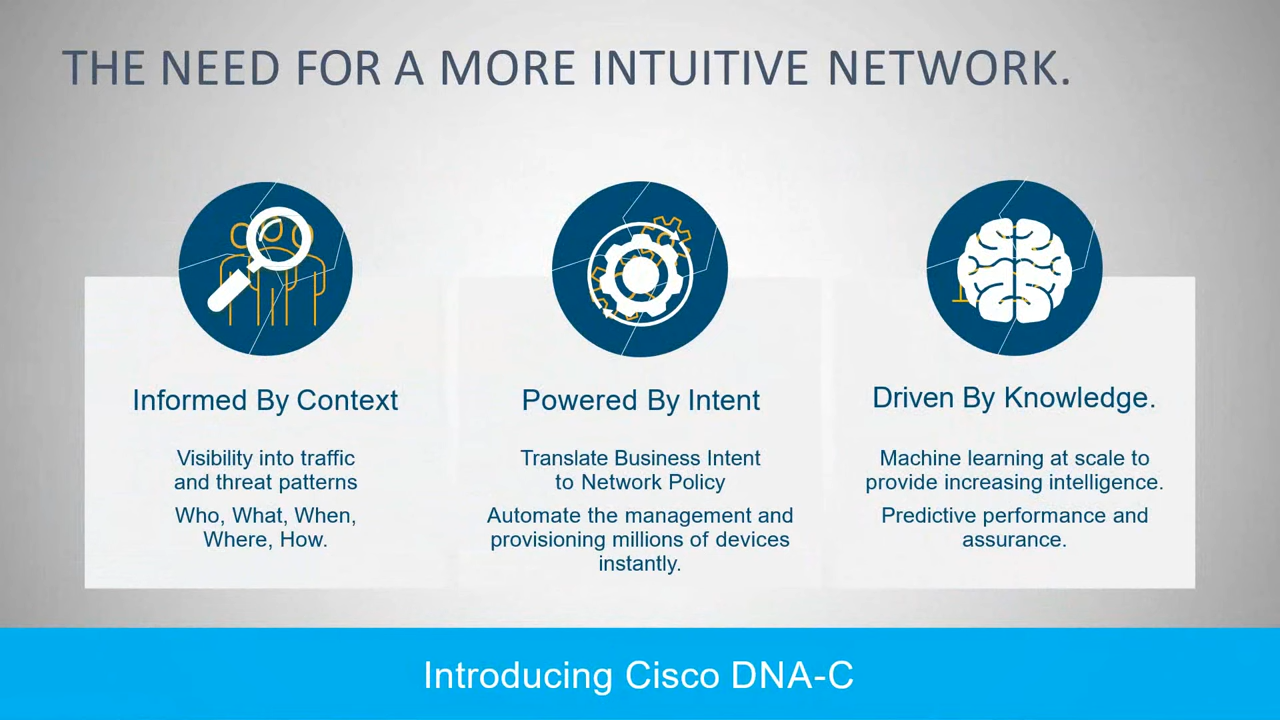 THE NEED FOR A MORE INTUITIVE NETWORK.
Informed By Context
Visibility into traffic
and threat patterns
Who, What, When,
Where, How.
Powered By Intent
Translate Business Intent
to Network Policy
Automate the management and
provisioning millions of devices
instantly.
Driven By Knowledge.
Machine learning at scale to
provide increasing intelligence.
Predictive performance and
assurance.
Introducing Cisco DNA-C